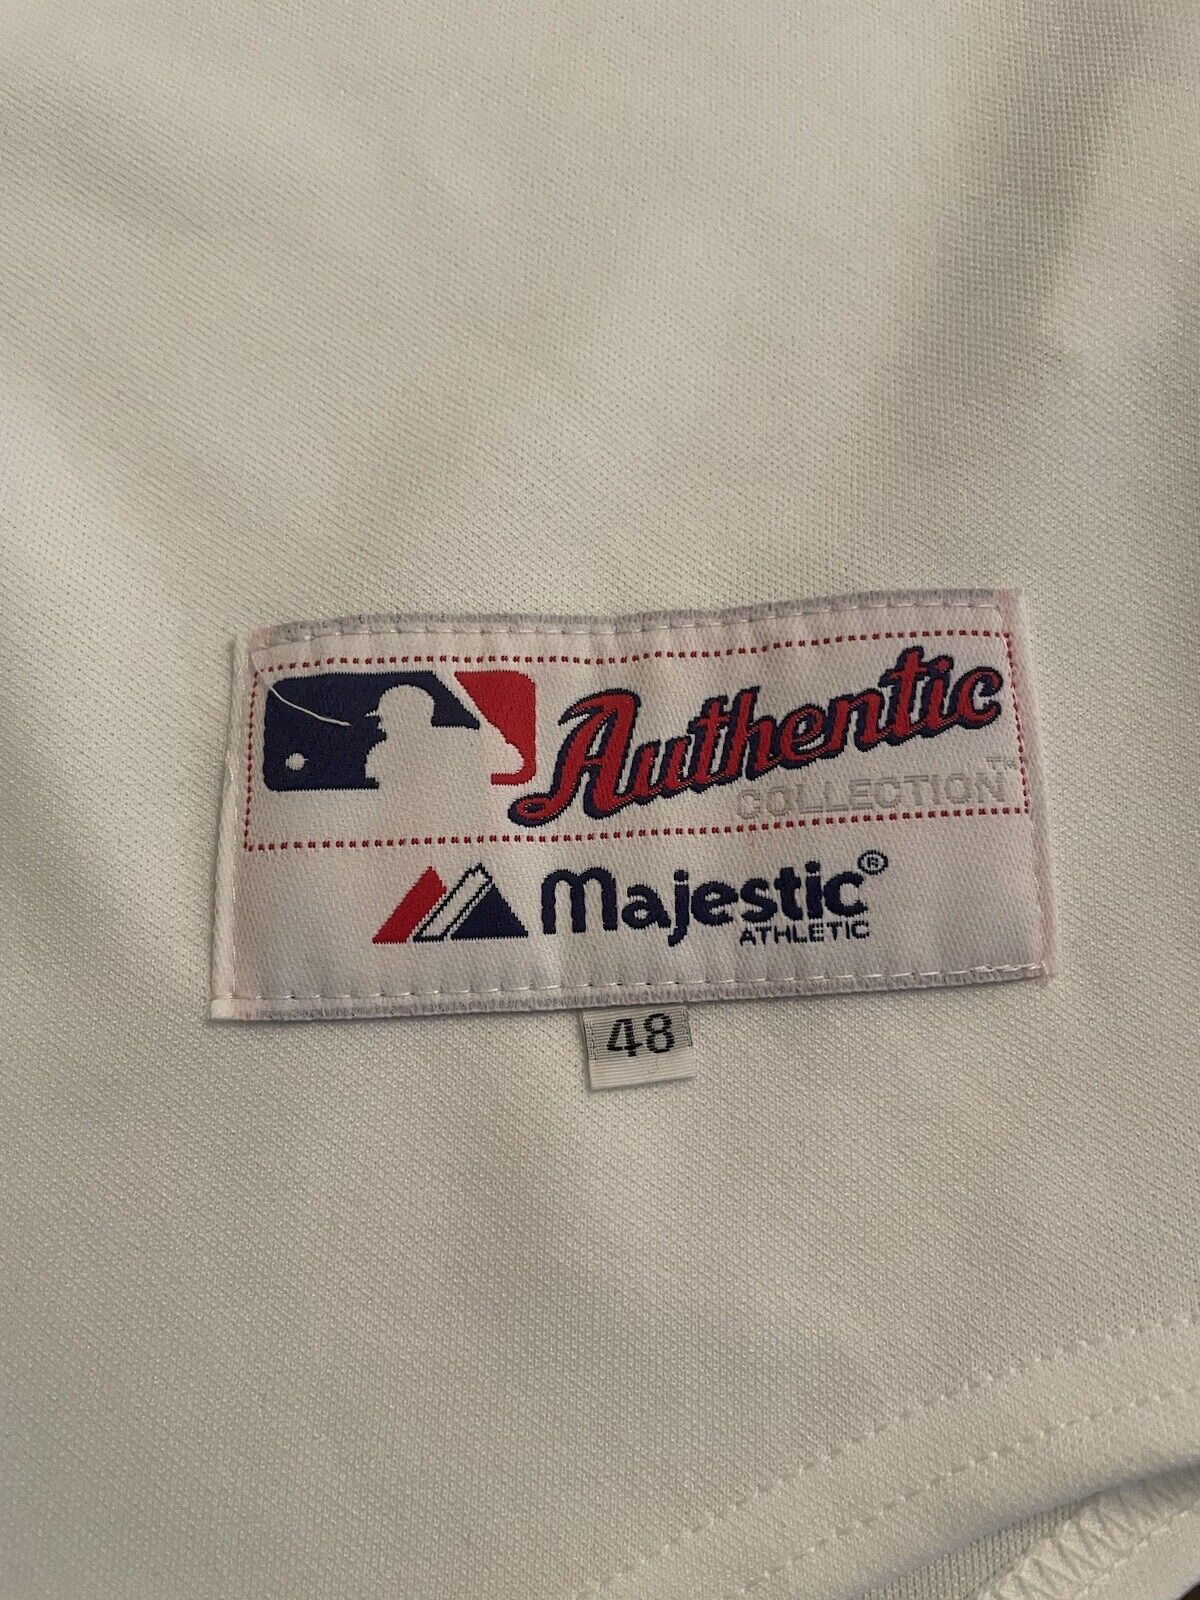 Authentic
COLLECTION™
Majestic®
ATHLETIC
48